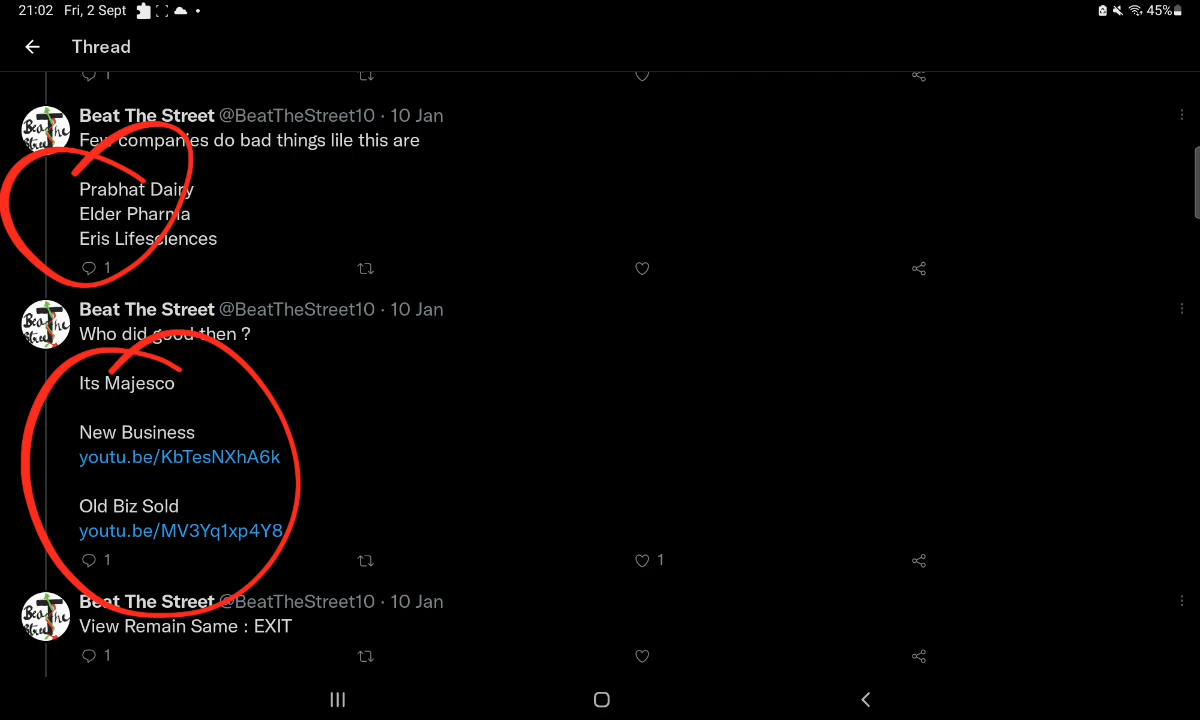 21:02 Fri, 2 Sept 45%
Thread
1
Beat The Street @BeatTheStreet10 · 10 Jan
Few companies do bad things lile this are
Prabhat Dairy
Elder Pharma
Eris Lifesciences
1
Beat The Street @BeatTheStreet10 · 10 Jan
Who did good then ?
Its Majesco
New Business
youtu.be/KbTesNXhA6k
Old Biz Sold
youtu.be/MV3Yq1xp4Y8
1 1
Beat The Street @BeatTheStreet10 · 10 Jan
View Remain Same : EXIT
1